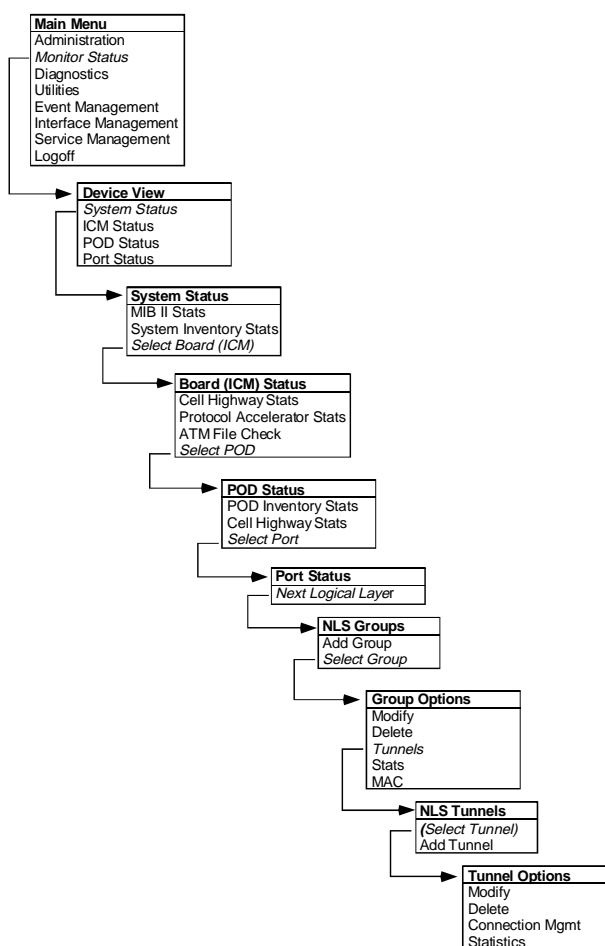 Main Menu
Administration
Monitor Status
Diagnostics
Utilities
Event Management
Interface Management
Service Management
Logoff
Device View
System Status
ICM Status
POD Status
Port Status
System Status
MIB II Stats
System Inventory Stats
Select Board (ICM)
Board (ICM) Status
Cell Highway Stats
Protocol Accelerator Stats
ATM File Check
Select POD
POD Status
POD Inventory Stats
Cell Highway Stats
Select Port
Port Status
Next Logical Layer
NLS Groups
Add Group
Select Group
Group Options
Modify
Delete
Tunnels
Stats
MAC
NLS Tunnels
(Select Tunnel)
Add Tunnel
Tunnel Options
Modify
Delete
Connection Mgmt
Statistics